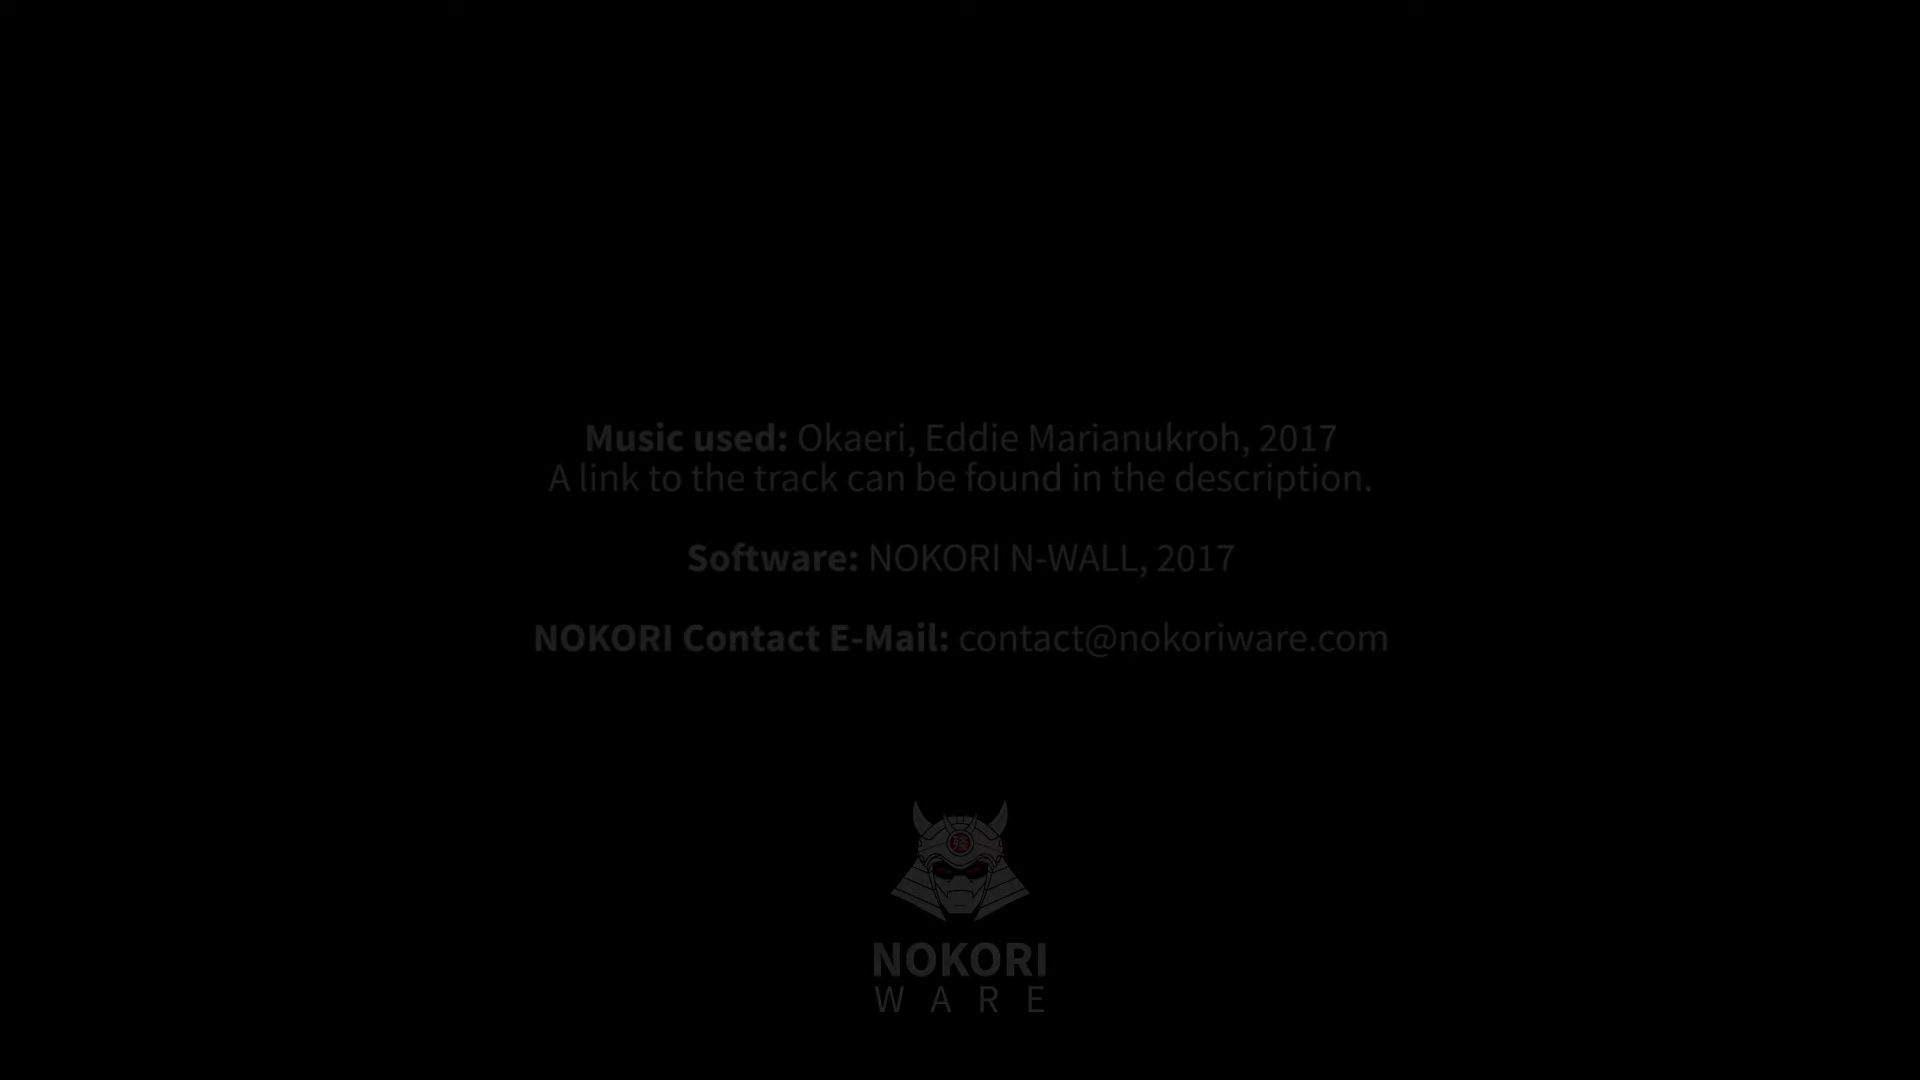 Music used: Okaeri, Eddie Marianukroh, 2017
A link to the track can be found in the description.
Software: NOKORI N-WALL, 2017
NOKORI Contact E-Mail: contact@nokoriware.com
残
NOKORI
WARE